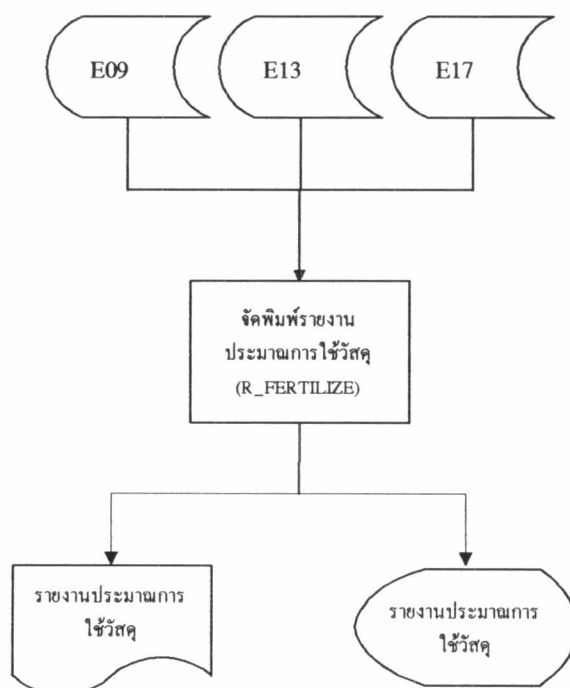 E09
E13
E17
จัดพิมพ์รายงาน
ประมาณการใช้วัสดุ
(R_FERTILIZE)
รายงานประมาณการ
ใช้วัสดุ
รายงานประมาณการ
ใช้วัสดุ